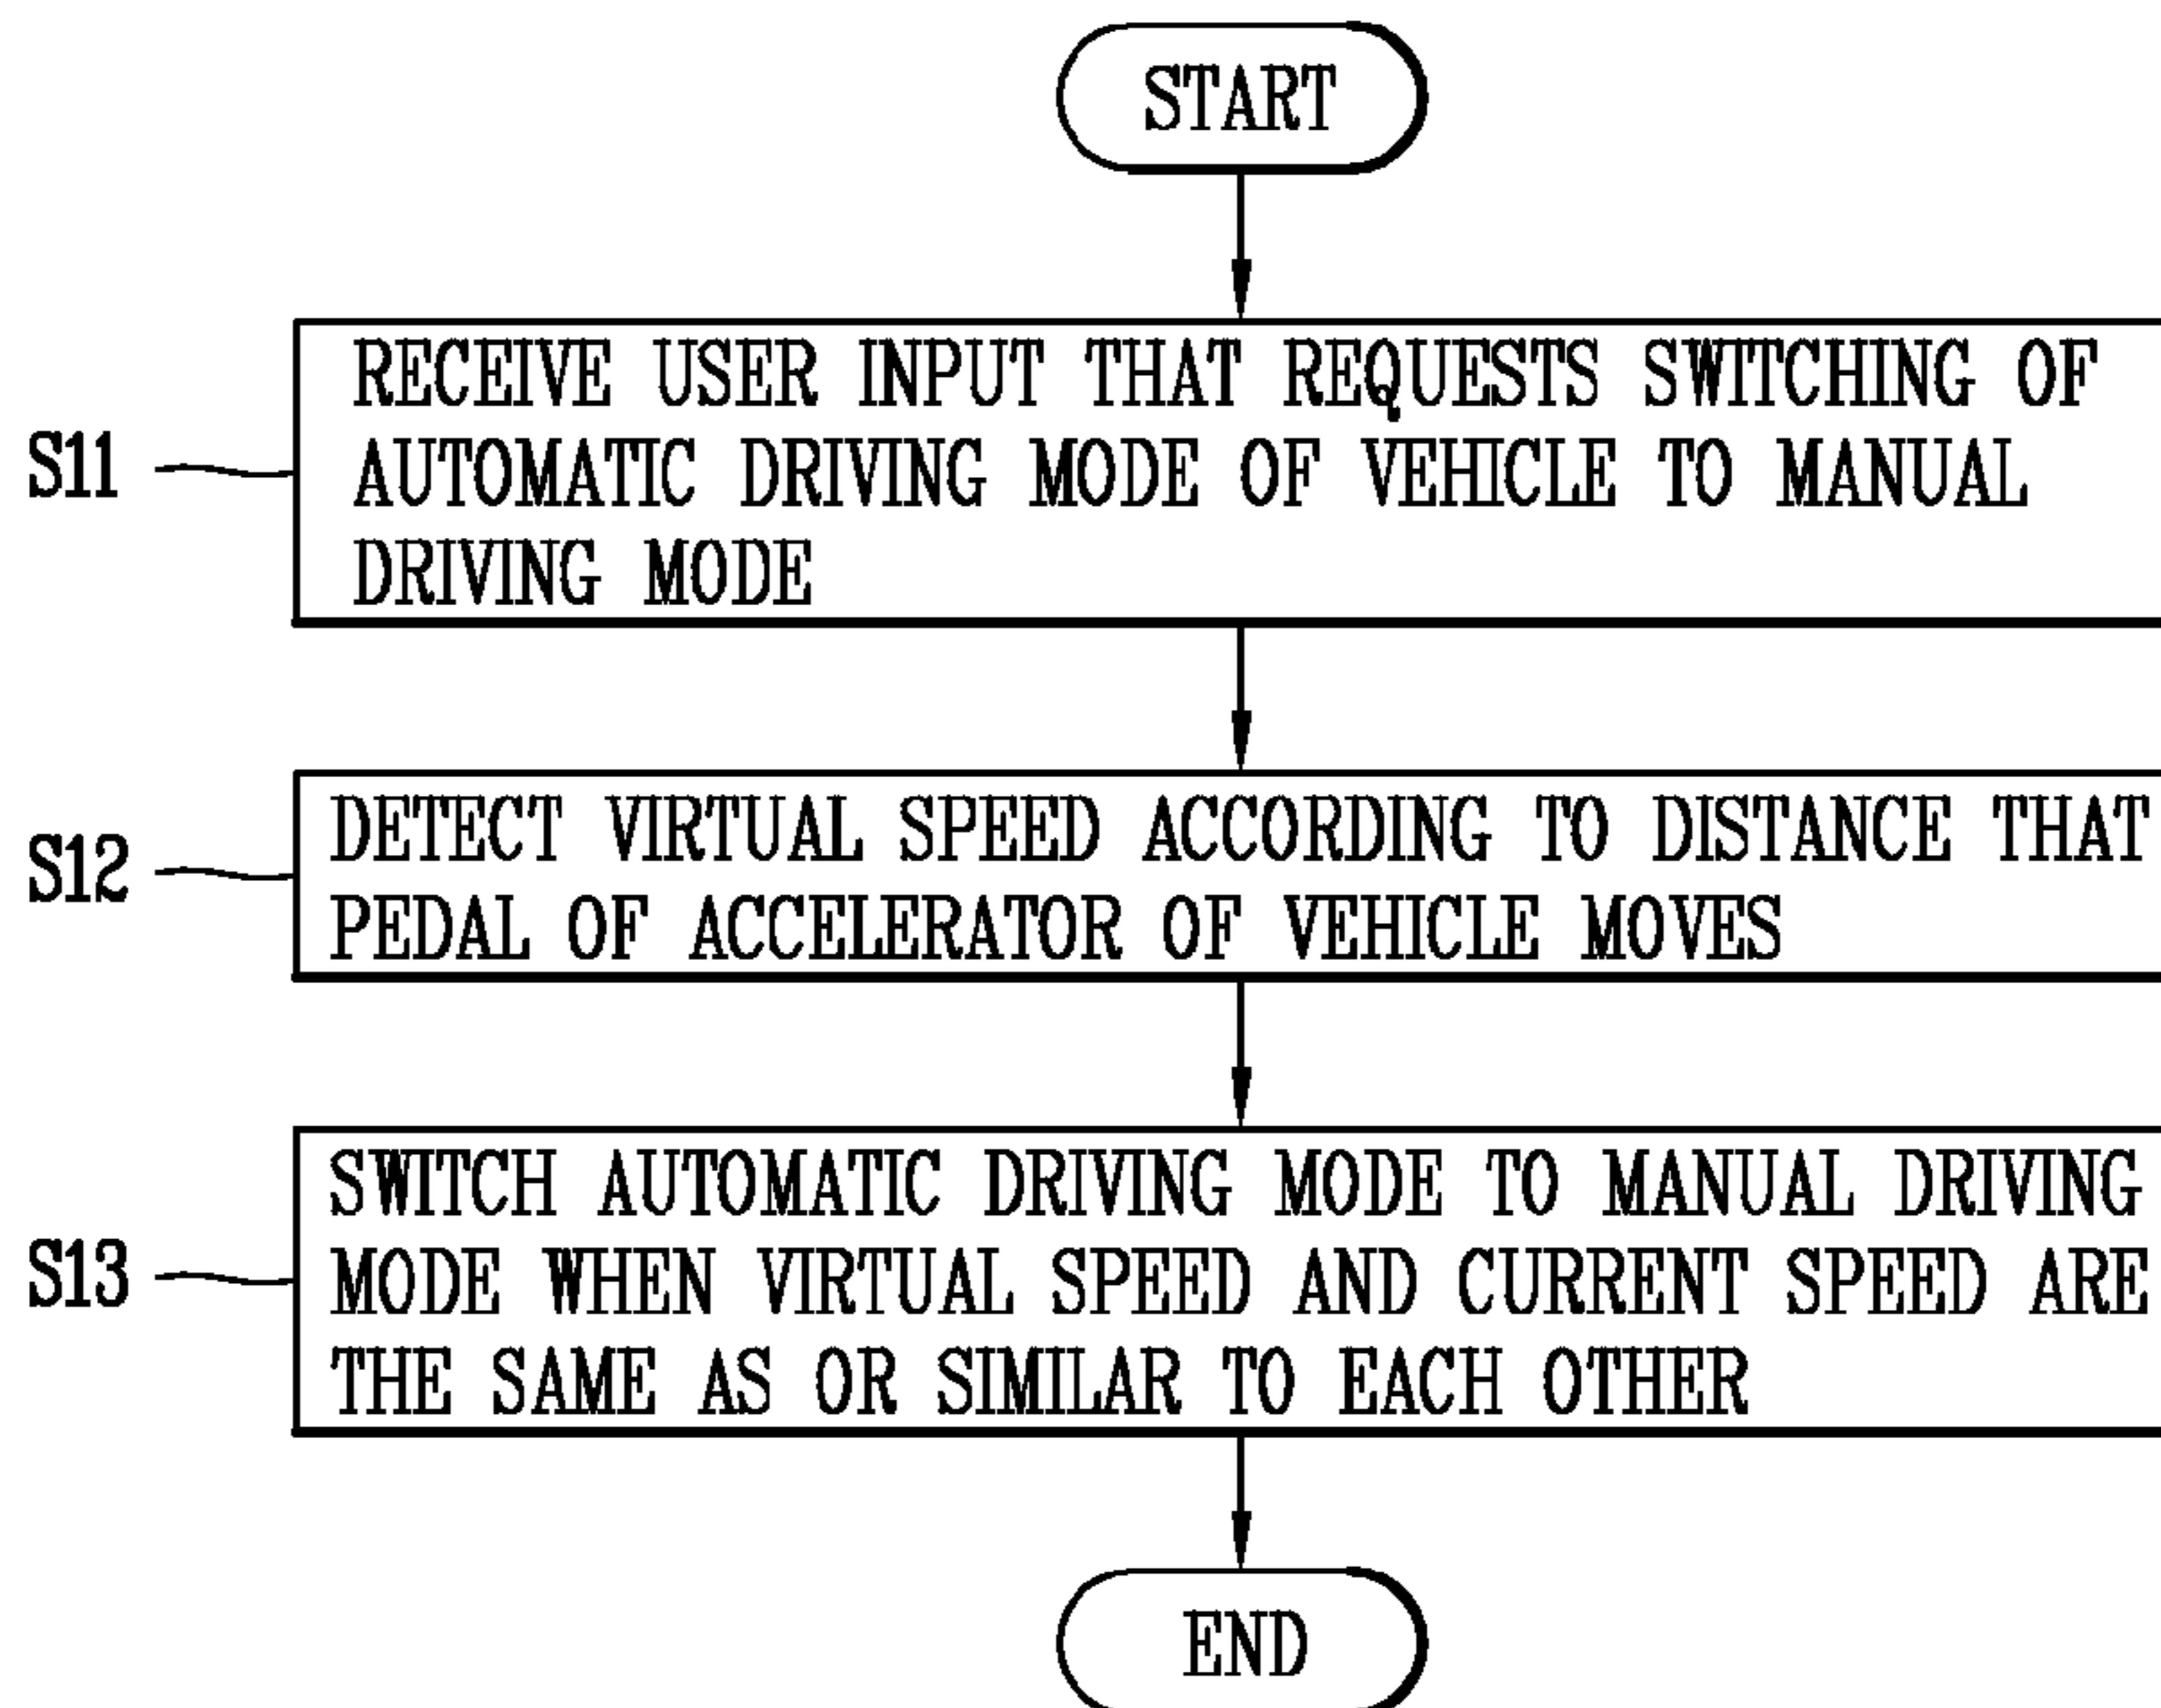 START
S11
RECEIVE USER INPUT THAT REQUESTS SWITCHING OF
AUTOMATIC DRIVING MODE OF VEHICLE TO MANUAL
DRIVING MODE
S12
DETECT VIRTUAL SPEED ACCORDING TO DISTANCE THAT
PEDAL OF ACCELERATOR OF VEHICLE MOVES
S13
SWITCH AUTOMATIC DRIVING MODE TO MANUAL DRIVING
MODE WHEN VIRTUAL SPEED AND CURRENT SPEED ARE
THE SAME AS OR SIMILAR TO EACH OTHER
END